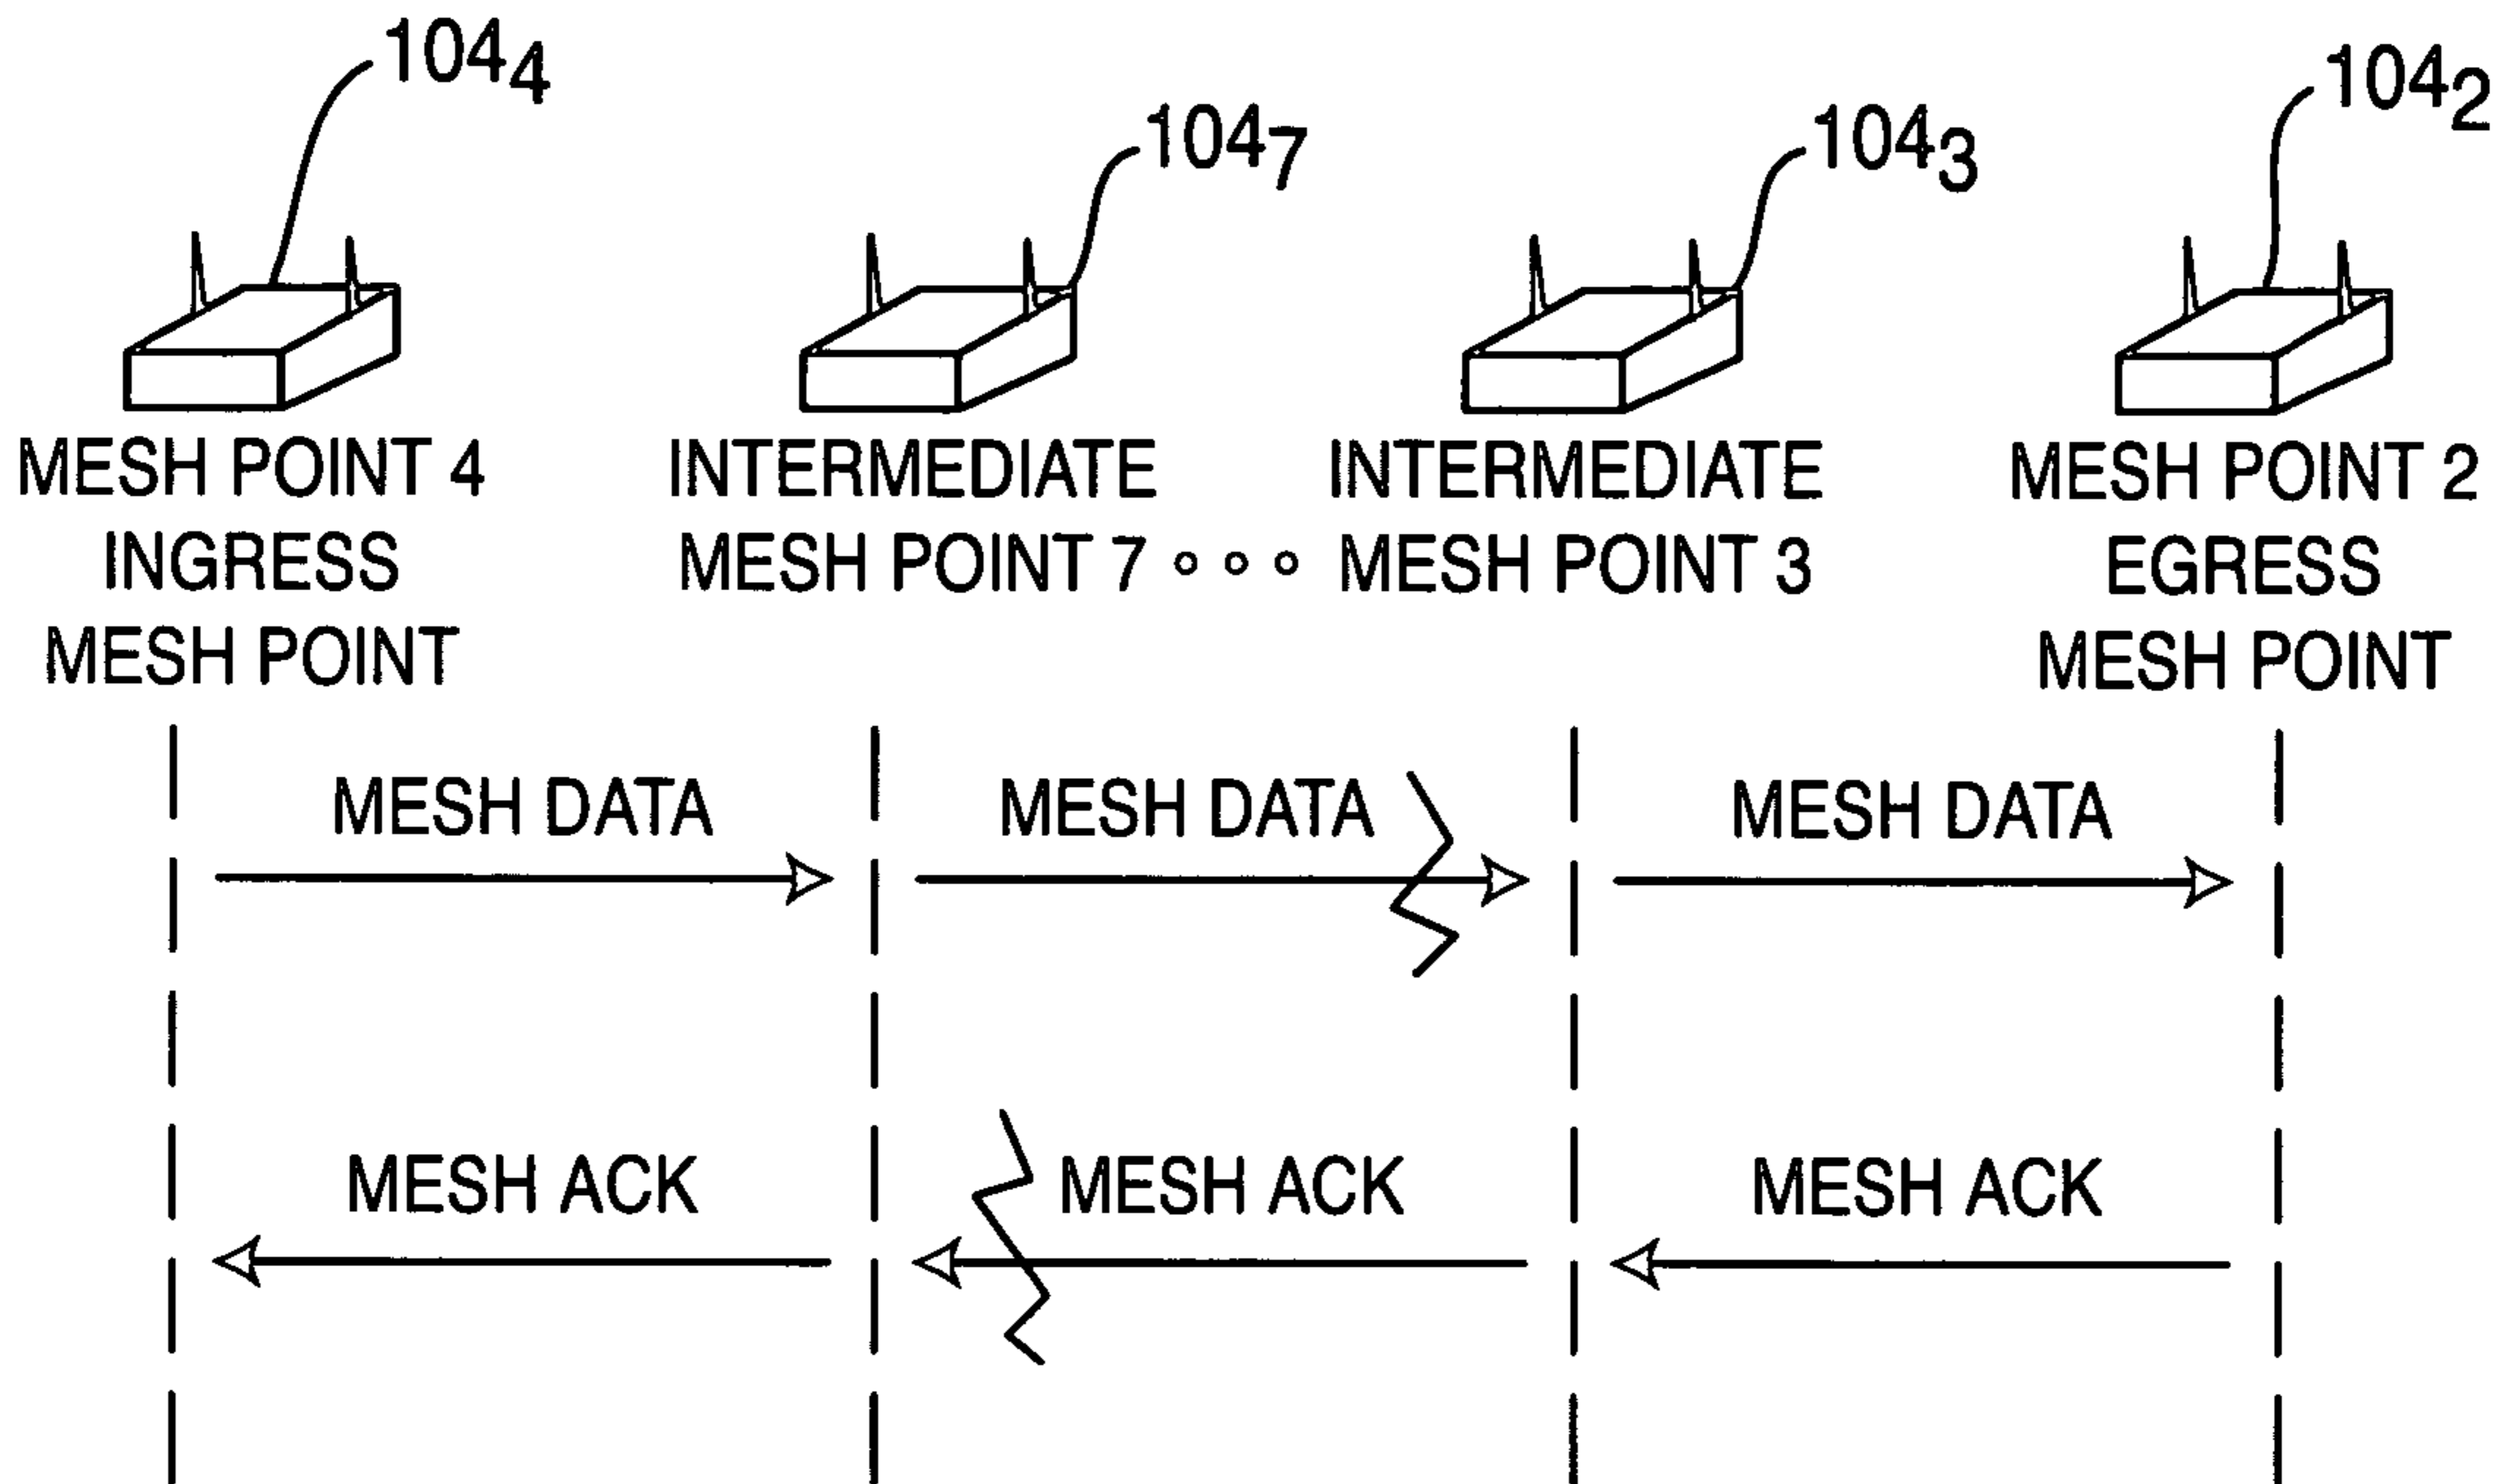 104₄
104₇
104₃
104₂
MESH POINT 4
INGRESS
MESH POINT
INTERMEDIATE
MESH POINT 7 ∘ ∘ ∘
INTERMEDIATE
MESH POINT 3
MESH POINT 2
EGRESS
MESH POINT
MESH DATA
MESH DATA
MESH DATA
MESH ACK
MESH ACK
MESH ACK